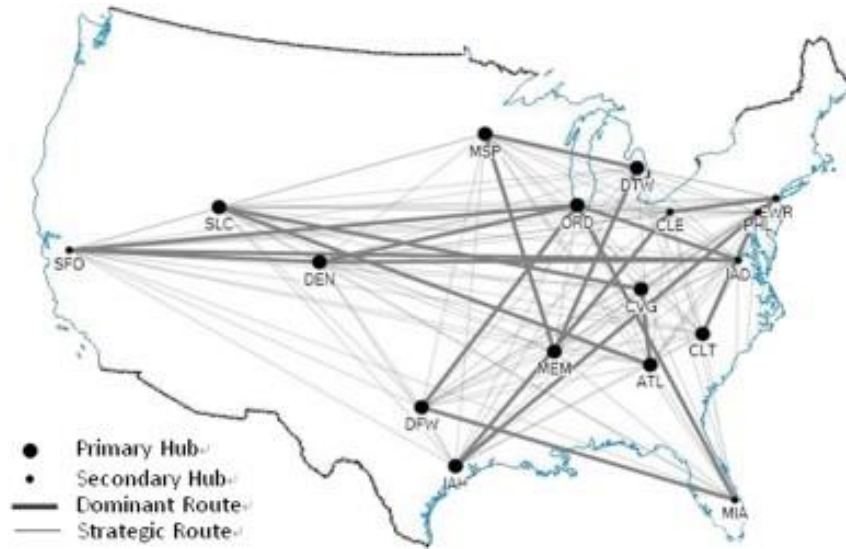 MSP
DTW
SLC
ORD
CLE
PHL
EWR
SFO
DEN
IAD
CVG
CLT
MEM
ATL
DFW
IAH
MIA
Primary Hub
Secondary Hub
Dominant Route
Strategic Route